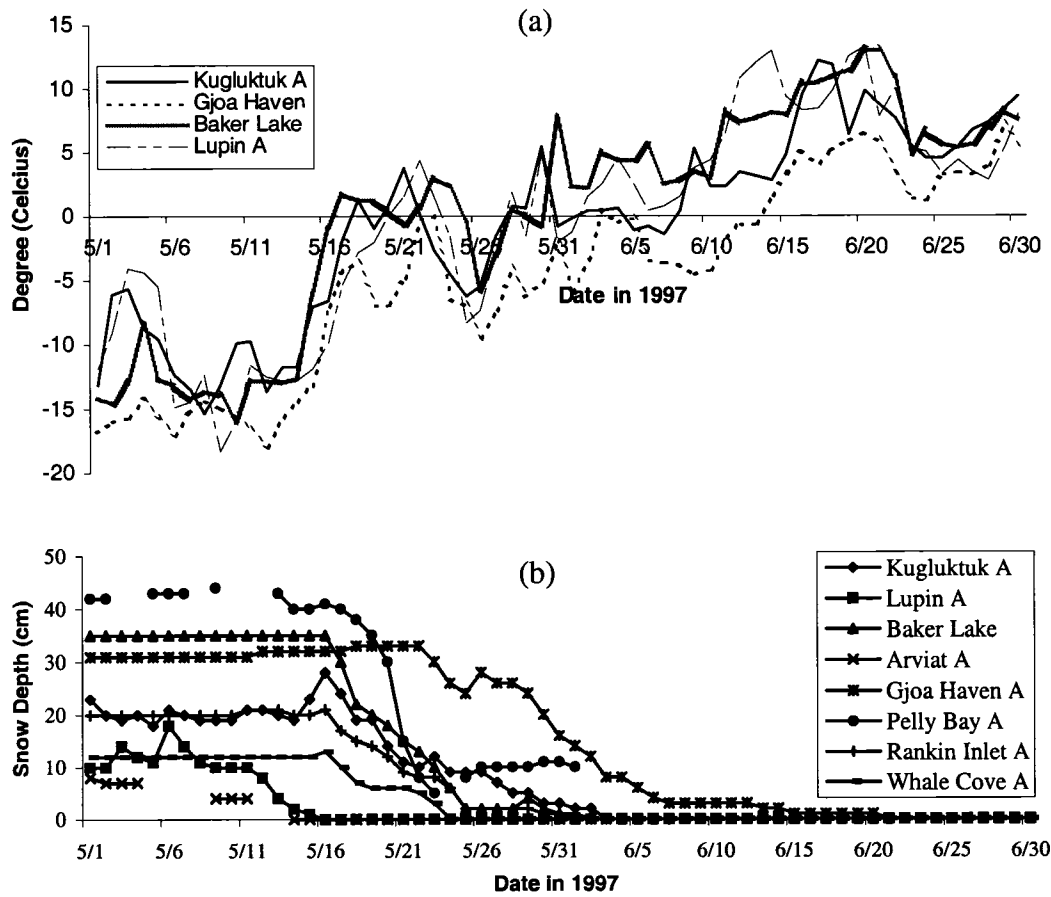 (a)
15
10
5
0
-5
-10
-15
-20
Degree (Celcius)
Kugluktuk A
Gjoa Haven
Baker Lake
Lupin A
5/1 5/6 5/11 5/16 5/21 5/26 5/31 6/5 6/10 6/15 6/20 6/25 6/30
Date in 1997
(b)
50
40
30
20
10
0
Snow Depth (cm)
Kugluktuk A
Lupin A
Baker Lake
Arviat A
Gjoa Haven A
Pelly Bay A
Rankin Inlet A
Whale Cove A
5/1 5/6 5/11 5/16 5/21 5/26 5/31 6/5 6/10 6/15 6/20 6/25 6/30
Date in 1997